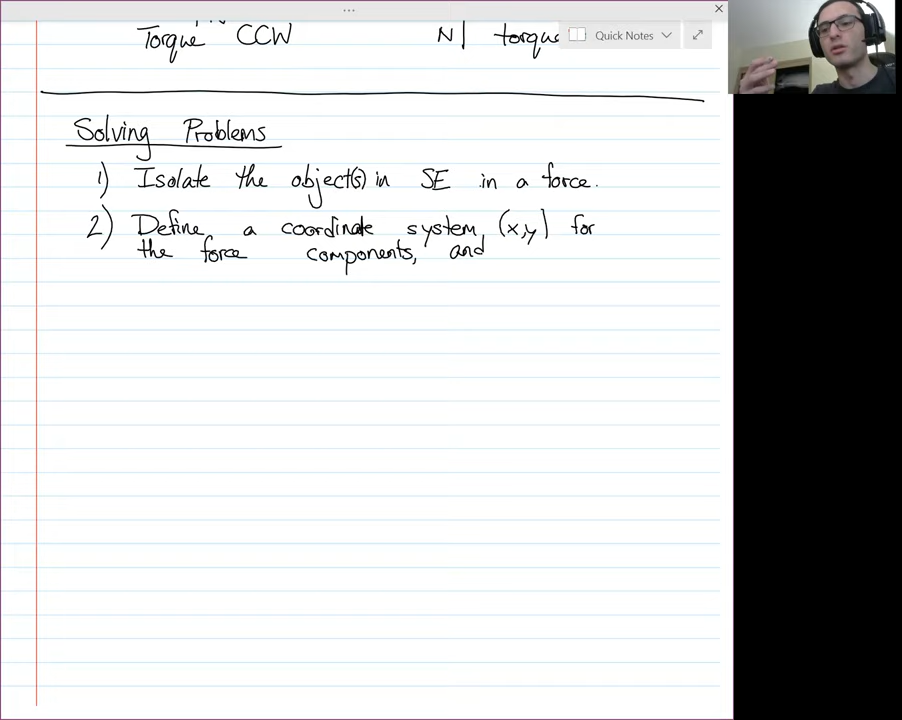 Torque CCW N torque
Quick Notes
Solving Problems
1) Isolate the object(s) in SE in a force.
2) Define a coordinate system, (x,y) for
the force components, and